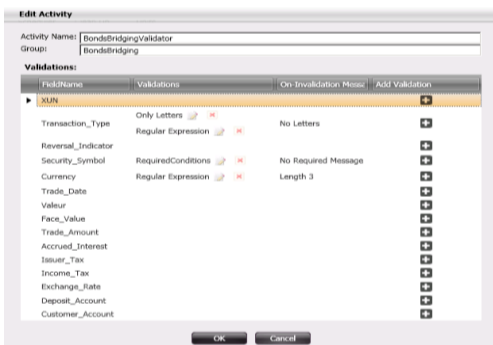 Edit Activity
Activity Name: BondsBridgingValidator
Group: BondsBridging
Validations:
FieldName Validations On-Invalidation Messa Add Validation
XUN
Transaction_Type Only Letters No Letters
Regular Expression
Reversal_Indicator
Security_Symbol RequiredConditions No Required Message
Currency Regular Expression Length 3
Trade_Date
Valeur
Face_Value
Trade_Amount
Accrued_Interest
Issuer_Tax
Income_Tax
Exchange_Rate
Deposit_Account
Customer_Account
OK Cancel